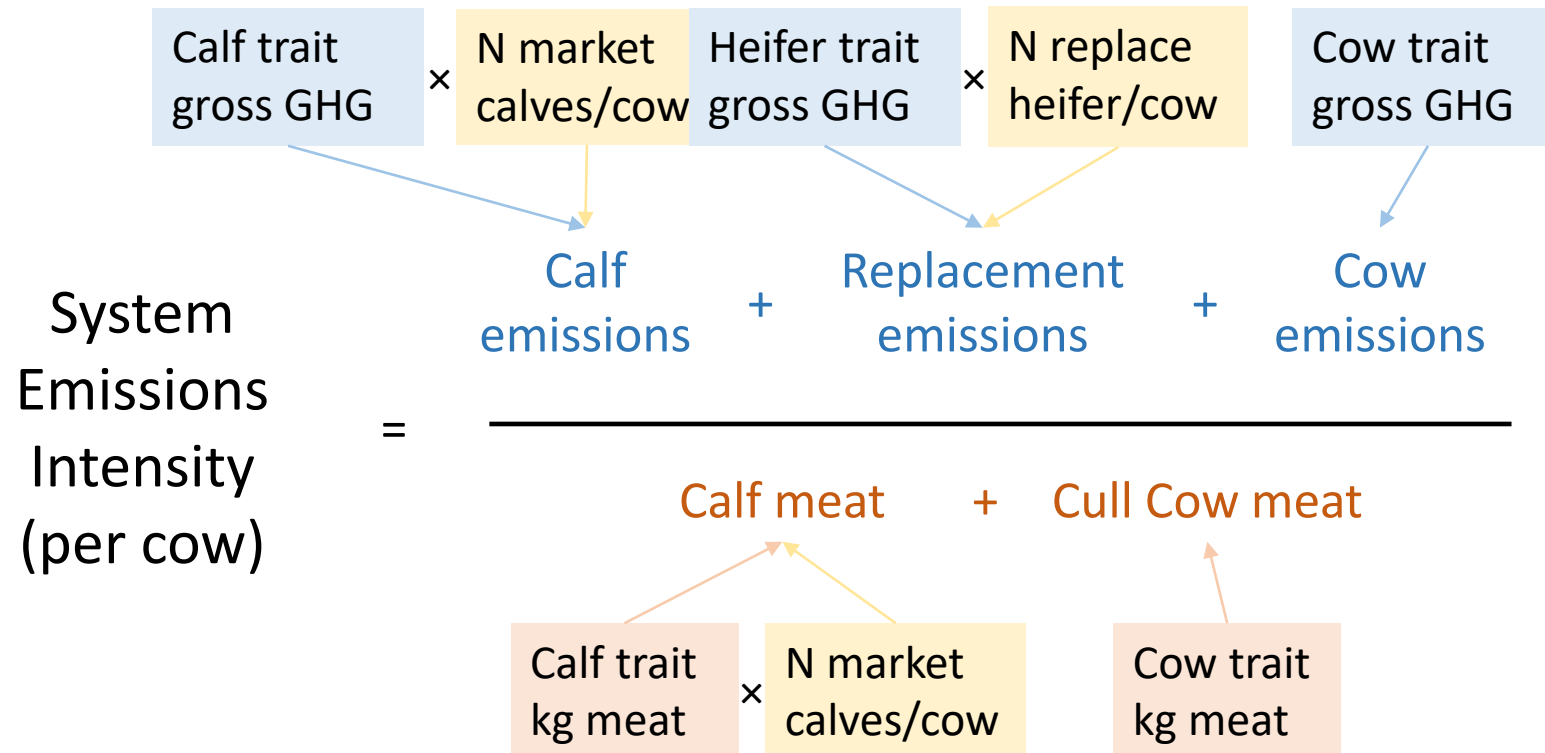 Calf trait
gross GHG
×
N market
calves/cow
Heifer trait
gross GHG
×
N replace
heifer/cow
Cow trait
gross GHG
System
Emissions
Intensity
(per cow)
=
Calf
emissions
+
Replacement
emissions
+
Cow
emissions
Calf meat + Cull Cow meat
Calf trait
kg meat
×
N market
calves/cow
Cow trait
kg meat